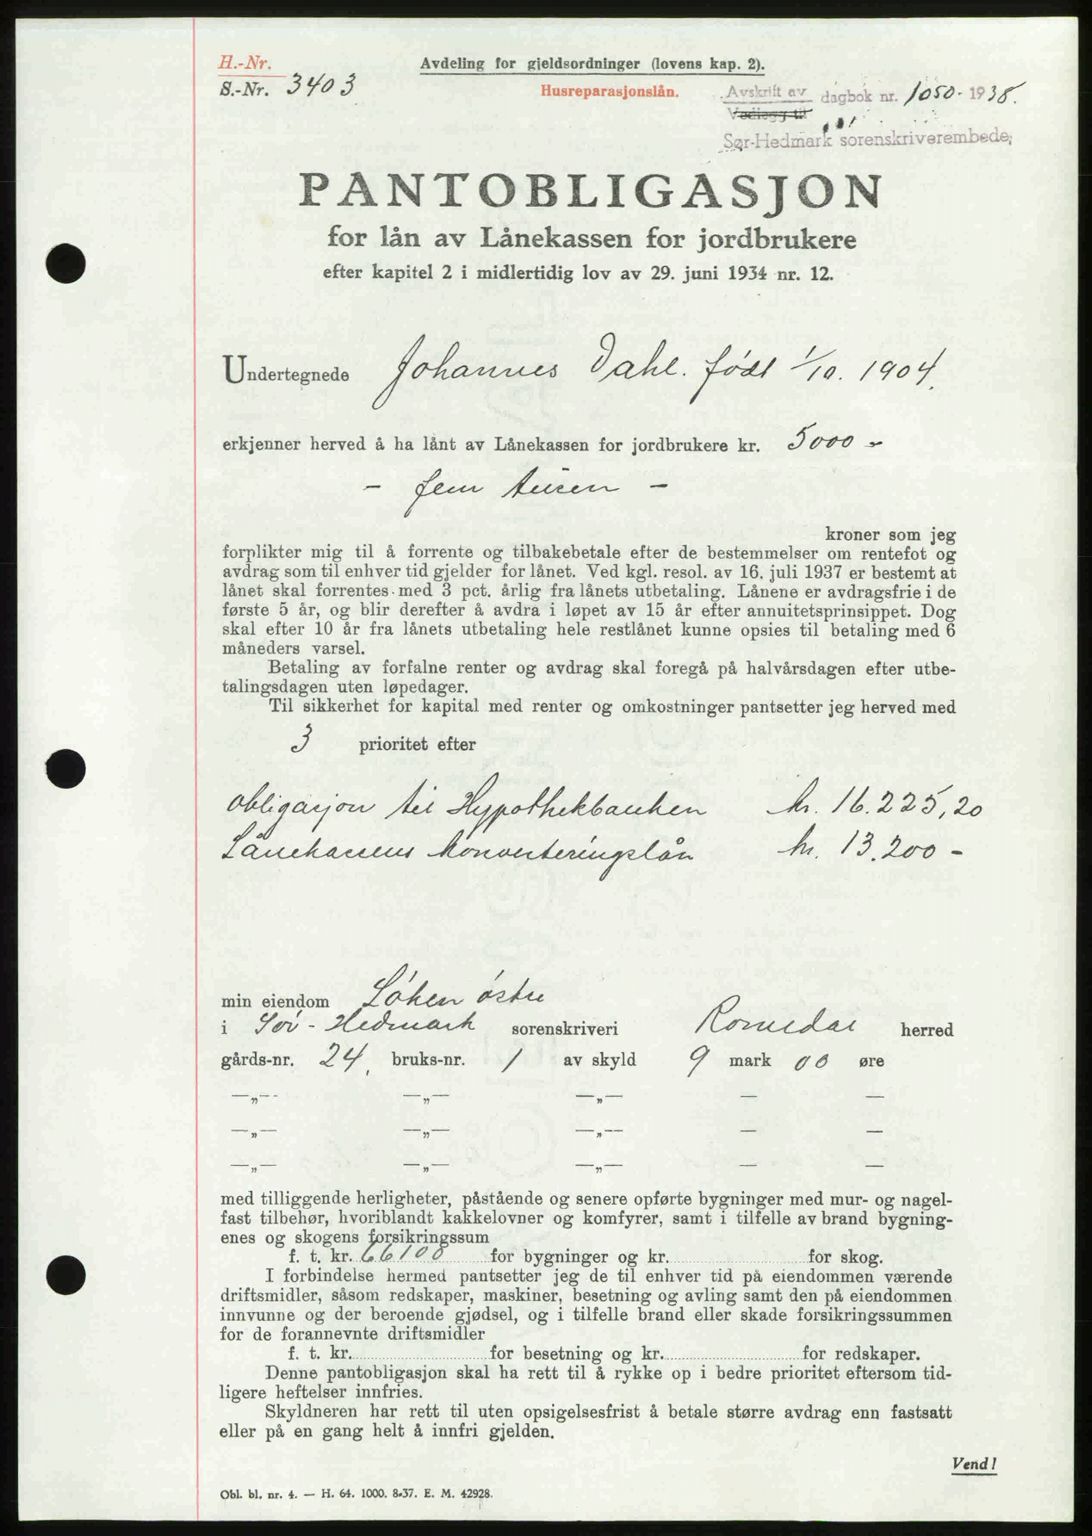 H.-Nr.
S.-Nr. 3403
Avdeling for gjeldsordninger (lovens kap. 2).
Husreparasjonslån.
Avskrift av
Vedlegg til
dagbok nr. 1050-1938.
Sør-Hedmark sorenskriverembede,
PANTOBLIGASJON
for lån av Lånekassen for jordbrukere
efter kapitel 2 i midlertidig lov av 29. juni 1934 nr. 12.
Undertegnede Johannes Dahl. født 1/10. 1904.
erkjenner herved å ha lånt av Lånekassen for jordbrukere kr. 5000 -
- fem tusen -
kroner som jeg
forplikter mig til å forrente og tilbakebetale efter de bestemmelser om rentefot og
avdrag som til enhver tid gjelder for lånet. Ved kgl. resol. av 16. juli 1937 er bestemt at
lånet skal forrentes med 3 pct. årlig fra lånets utbetaling. Lånene er avdragsfrie i de
første 5 år, og blir derefter å avdra i løpet av 15 år efter annuitetsprinsippet. Dog
skal efter 10 år fra lånets utbetaling hele restlånet kunne opsies til betaling med 6
måneders varsel.
Betaling av forfalne renter og avdrag skal foregå på halvårsdagen efter utbe-
talingsdagen uten løpedager.
Til sikkerhet for kapital med renter og omkostninger pantsetter jeg herved med
3 prioritet efter
obligasjon til Hypothekbanken kr. 16.225,20
Lånekassens konverteringslån kr. 13.200 -
min eiendom Løken østre
i Sør-Hedmark sorenskriveri Romedal herred
gårds-nr. 24, bruks-nr. 1 av skyld 9 mark 00 øre
—„— —„— —„— — —
—„— —„— —„— — —
—„— —„— —„— — —
med tilliggende herligheter, påstående og senere opførte bygninger med mur- og nagel-
fast tilbehør, hvoriblandt kakkelovner og komfyrer, samt i tilfelle av brand bygning-
enes og skogens forsikringssum
f. t. kr. 66100 for bygninger og kr. for skog.
I forbindelse hermed pantsetter jeg de til enhver tid på eiendommen værende
driftsmidler, såsom redskaper, maskiner, besetning og avling samt den på eiendommen
innvunne og der beroende gjødsel, og i tilfelle brand eller skade forsikringssummen
for de forannevnte driftsmidler
f. t. kr. for besetning og kr. for redskaper.
Denne pantobligasjon skal ha rett til å rykke op i bedre prioritet eftersom tid-
ligere heftelser innfries.
Skyldneren har rett til uten opsigelsesfrist å betale større avdrag enn fastsatt
eller på en gang helt å innfri gjelden.
Vend!
Obl. bl. nr. 4. — H. 64. 1000. 8-37. E. M. 42928.